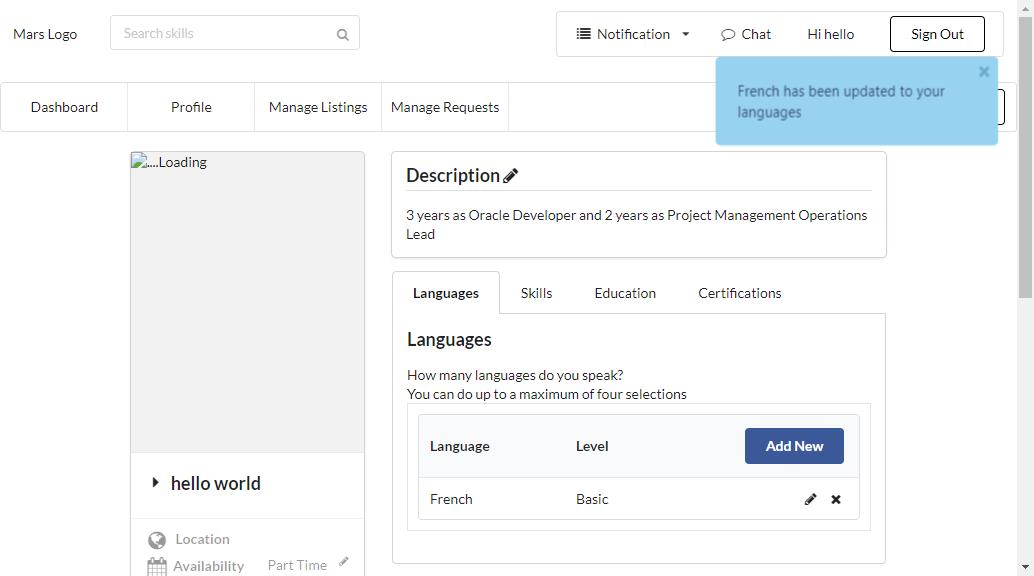 Mars Logo
Search skills
Notification
Chat
Hi hello
Sign Out
Dashboard
Profile
Manage Listings
Manage Requests
French has been updated to your
languages
....Loading
hello world
Location
Availability
Part Time
Description
3 years as Oracle Developer and 2 years as Project Management Operations
Lead
Languages
Skills
Education
Certifications
Languages
How many languages do you speak?
You can do up to a maximum of four selections
Language
Level
Add New
French
Basic